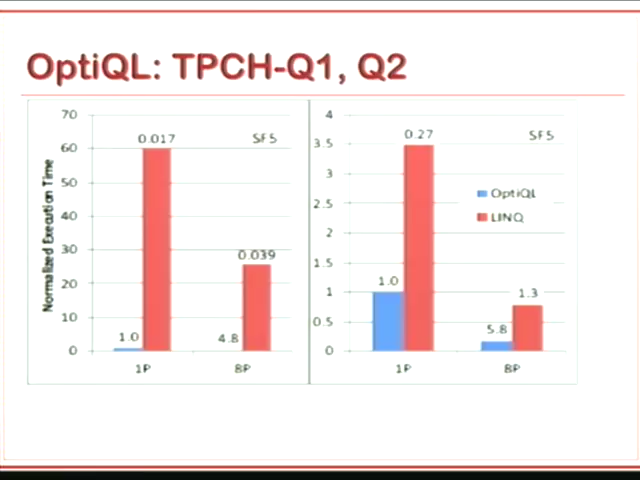 OptiQL: TPCH-Q1, Q2
Normalized Execution Time
70
60
50
40
30
20
10
0
0.017
SF5
0.039
1.0
4.8
1P
8P
4
3.5
3
2.5
2
1.5
1
0.5
0
0.27
SF5
OptiQL
LINQ
1.0
1.3
5.8
1P
8P